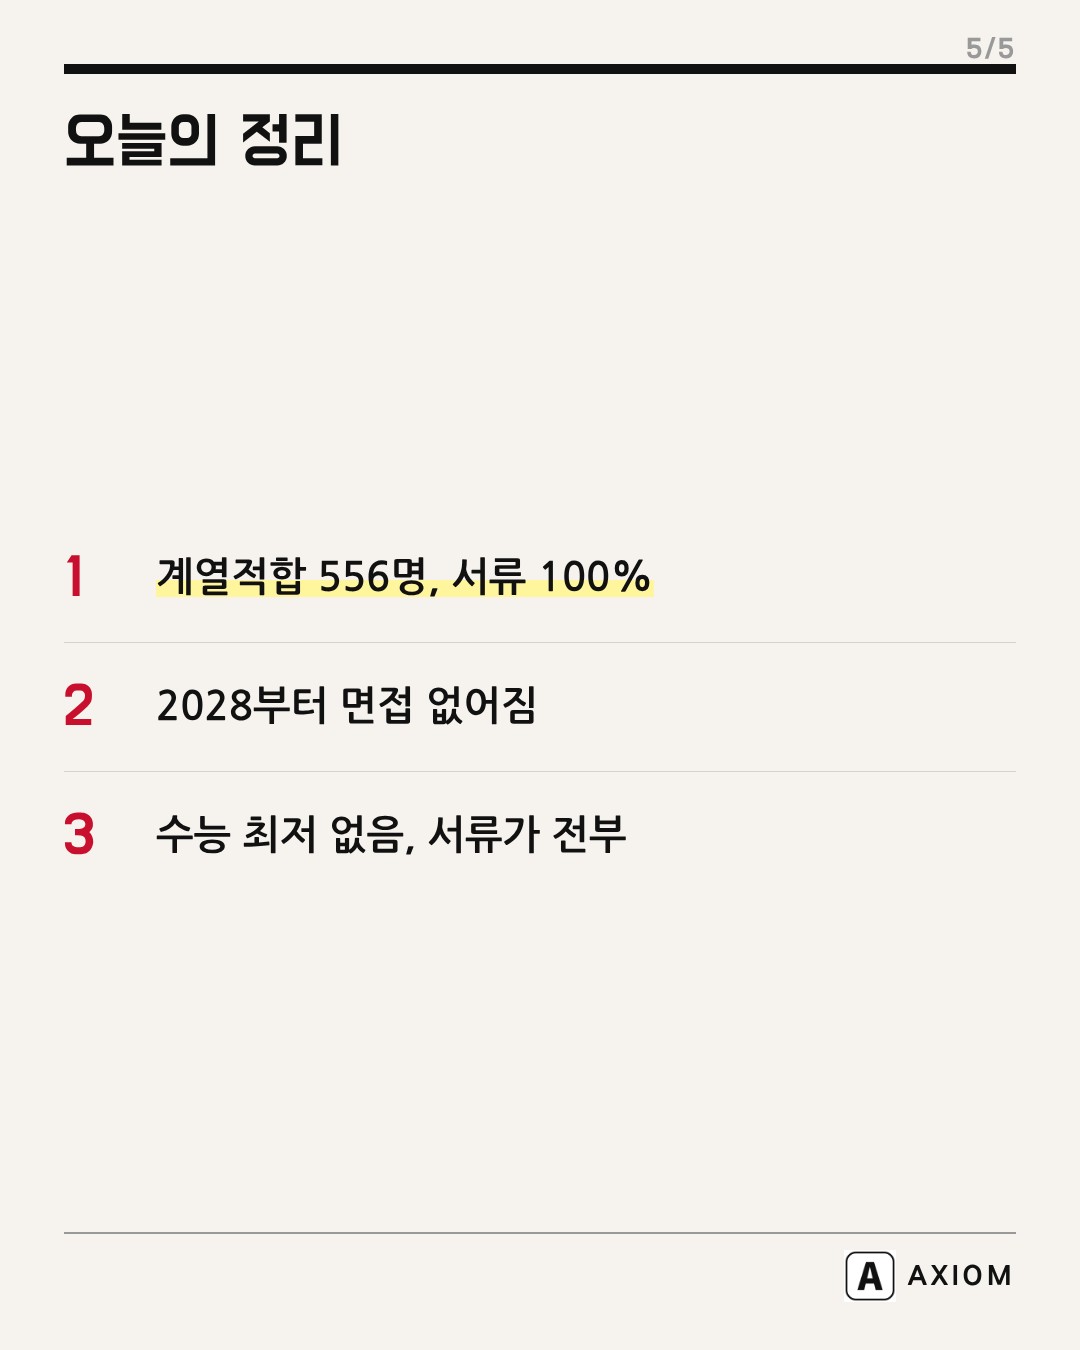 5/5
오늘의 정리
1 계열적합 556명, 서류 100%
2 2028부터 면접 없어짐
3 수능 최저 없음, 서류가 전부
A AXIOM